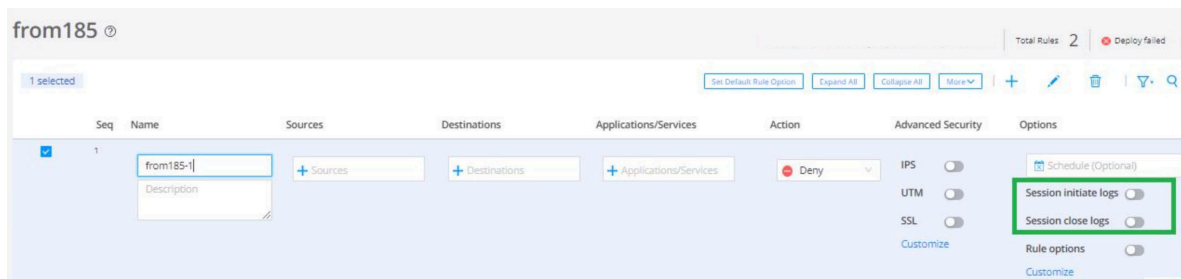 from185
Total Rules 2 Deploy failed
1 selected
Set Default Rule Option Expand All Collapse All More
Seq Name Sources Destinations Applications/Services Action Advanced Security Options
1 from185-1 Sources Destinations Applications/Services Deny IPS Schedule (Optional)
Description UTM Session initiate logs
SSL Session close logs
Customize Rule options
Customize